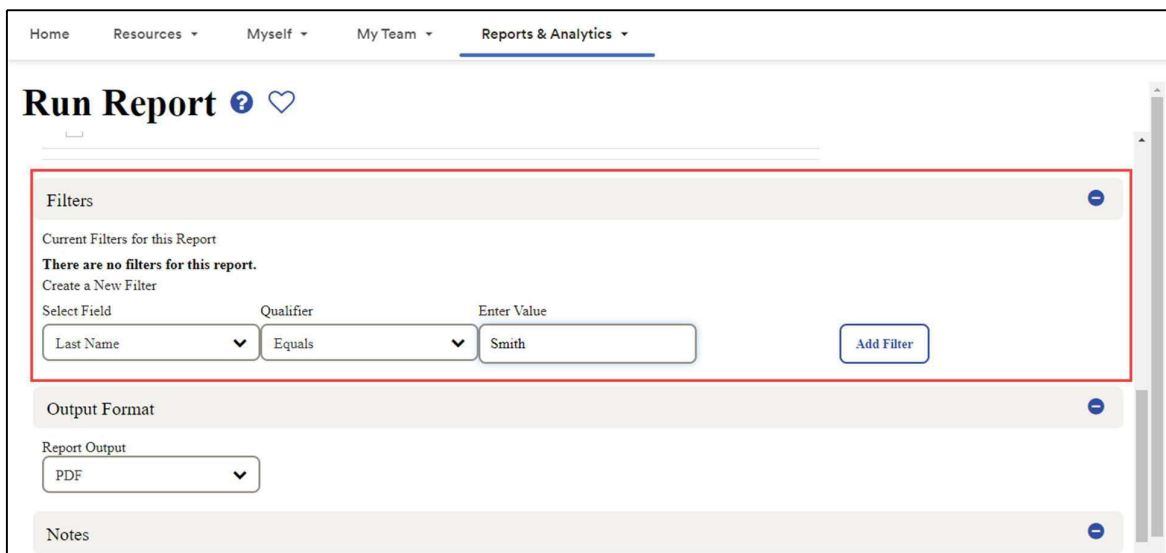 Home Resources Myself My Team Reports & Analytics
Run Report ?
Filters
Current Filters for this Report
There are no filters for this report.
Create a New Filter
Select Field Qualifier Enter Value
Last Name Equals Smith Add Filter
Output Format
Report Output
PDF
Notes